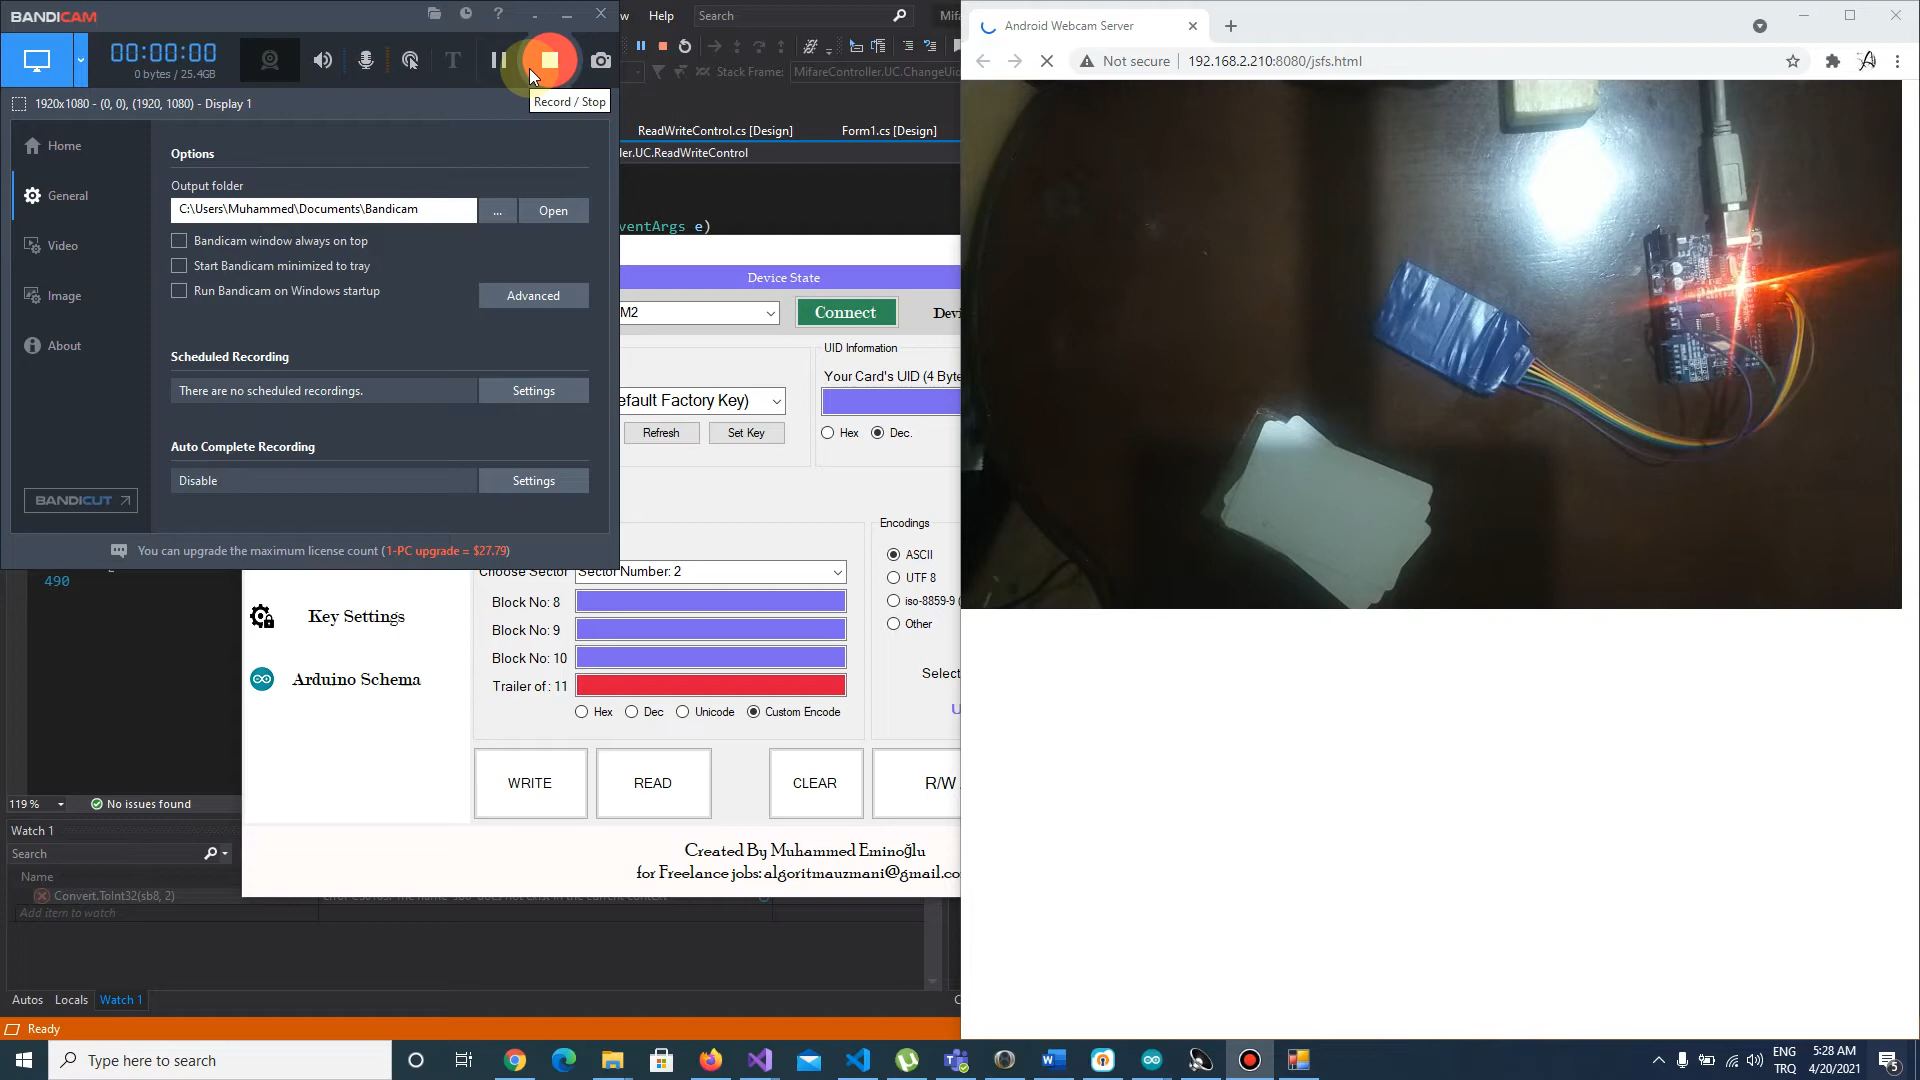 BANDICAM
00:00:00
0 bytes / 25.4GB
Record / Stop
1920x1080 - (0, 0), (1920, 1080) - Display 1
Home
General
Video
Image
About
BANDICUT
Options
Output folder
C:\Users\Muhammed\Documents\Bandicam
...
Open
Bandicam window always on top
Start Bandicam minimized to tray
Run Bandicam on Windows startup
Advanced
Scheduled Recording
There are no scheduled recordings.
Settings
Auto Complete Recording
Disable
Settings
You can upgrade the maximum license count (1-PC upgrade = $27.79)
Help
Search
Stack Frame:
MifareController.UC.ChangeUi
ReadWriteControl.cs [Design]
Form1.cs [Design]
ler.UC.ReadWriteControl
ventArgs e)
Device State
M2
Connect
Devi
UID Information
Your Card's UID (4 Byte
efault Factory Key)
Refresh
Set Key
Hex
Dec.
Encodings
ASCII
UTF 8
iso-8859-9 (
Other
Select
Choose Sector
Sector Number: 2
Block No: 8
Block No: 9
Block No: 10
Trailer of : 11
Hex
Dec
Unicode
Custom Encode
WRITE
READ
CLEAR
R/W
Key Settings
Arduino Schema
Created By Muhammed Eminoğlu
for Freelance jobs: algoritmauzmani@gmail.co
490
119 %
No issues found
Watch 1
Search
Name
Convert.ToInt32(sb8, 2)
Add item to watch
Autos
Locals
Watch 1
Ready
Android Webcam Server
Not secure
192.168.2.210:8080/jsfs.html
Type here to search
ENG
TRQ
5:28 AM
4/20/2021
5